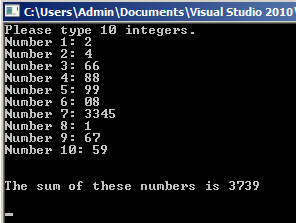 C:\Users\Admin\Documents\Visual Studio 2010\
Please type 10 integers.
Number 1: 2
Number 2: 4
Number 3: 66
Number 4: 88
Number 5: 99
Number 6: 08
Number 7: 3345
Number 8: 1
Number 9: 67
Number 10: 59
The sum of these numbers is 3739